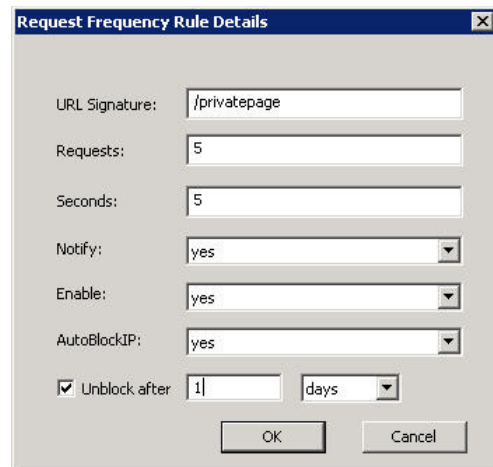 Request Frequency Rule Details
URL Signature: /privatepage
Requests: 5
Seconds: 5
Notify: yes
Enable: yes
AutoBlockIP: yes
Unblock after 1 days
OK Cancel